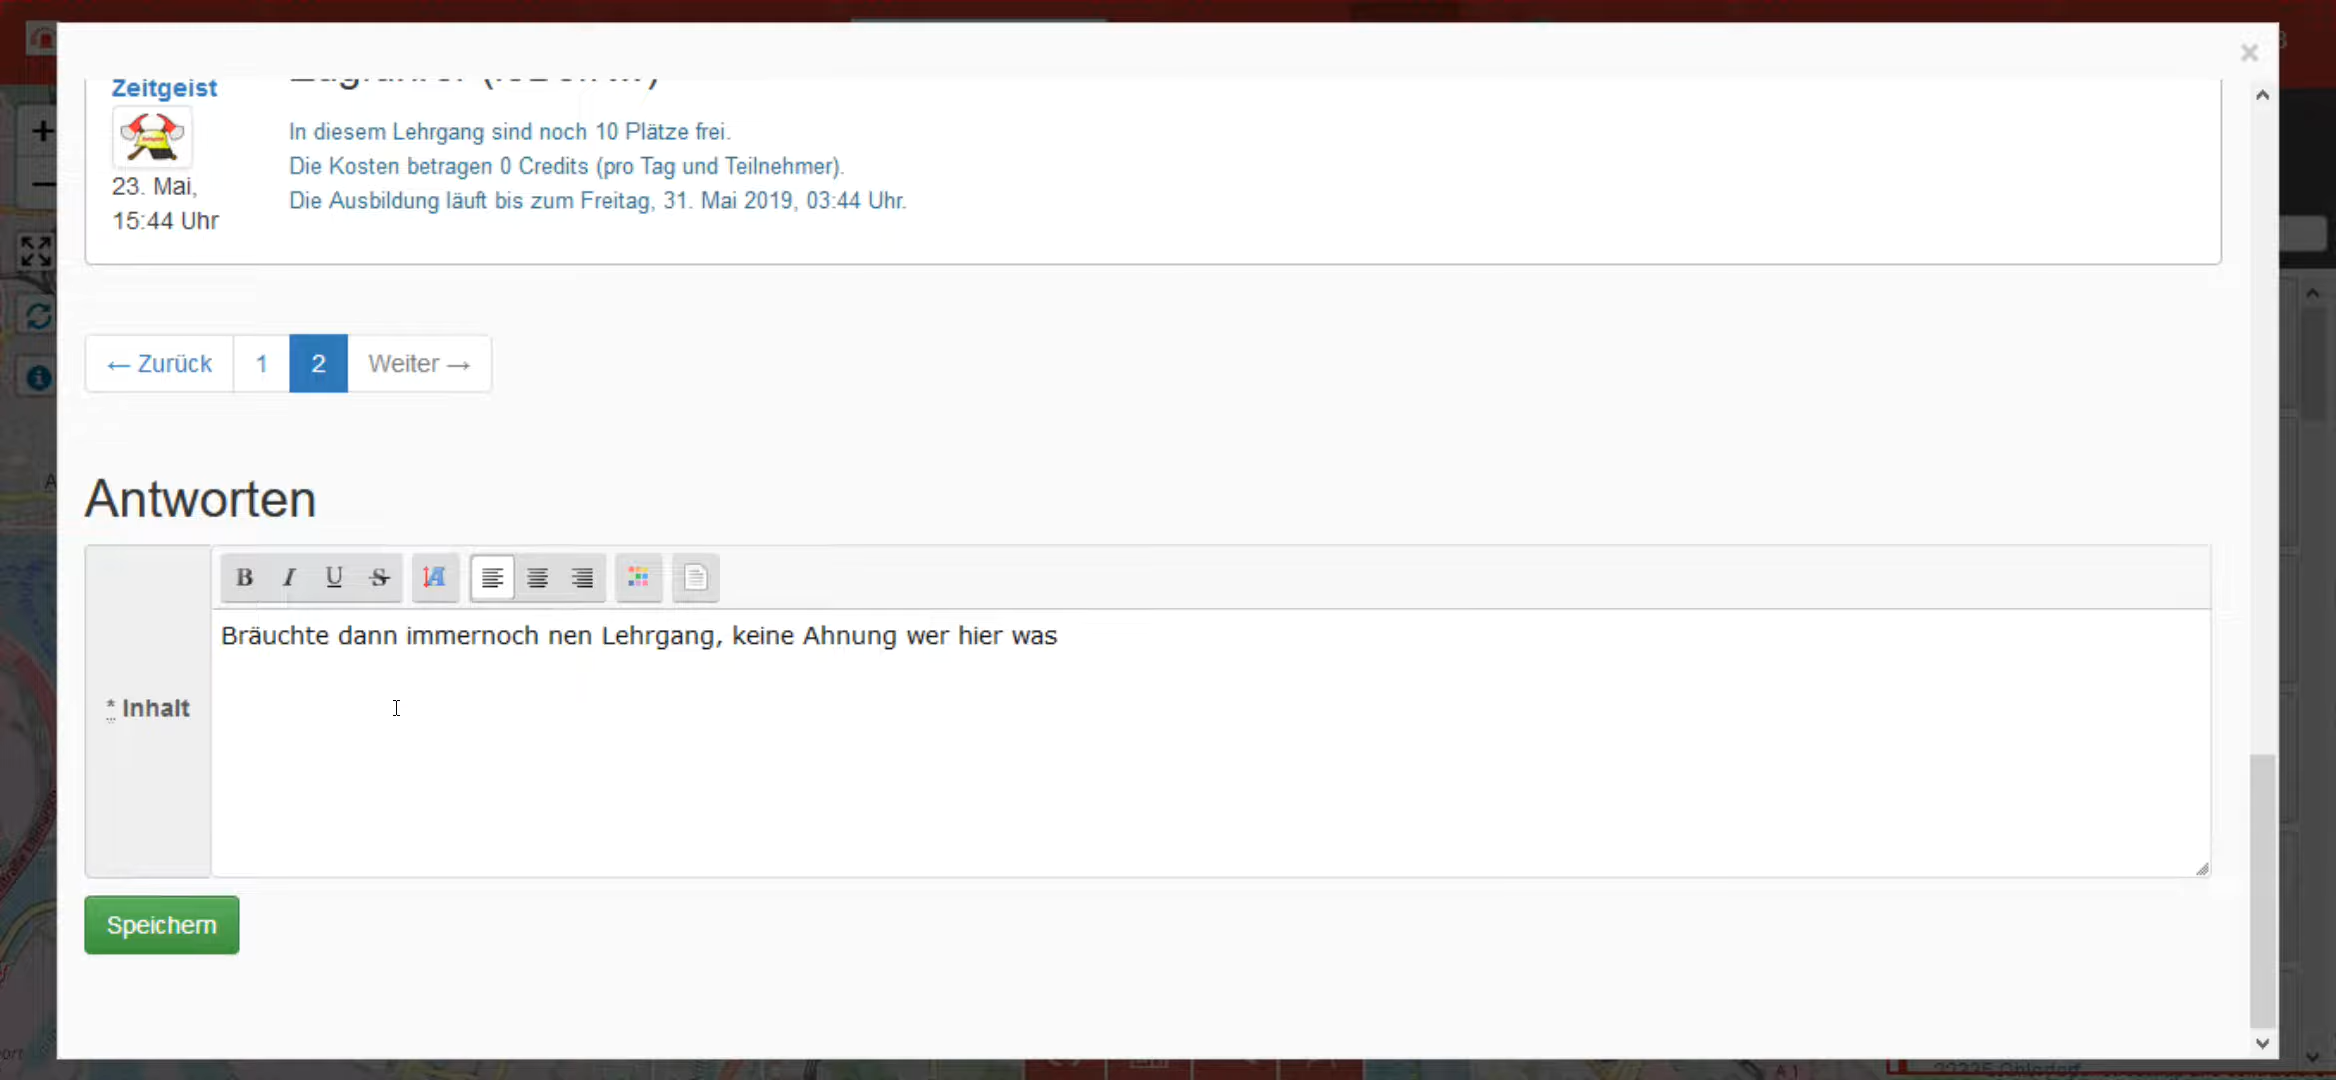 Zeitgeist
In diesem Lehrgang sind noch 10 Plätze frei.
Die Kosten betragen 0 Credits (pro Tag und Teilnehmer).
23. Mai,
15:44 Uhr
Die Ausbildung läuft bis zum Freitag, 31. Mai 2019, 03:44 Uhr.
← Zurück 1 2 Weiter →
Antworten
B I U S
* Inhalt
Bräuchte dann immernoch nen Lehrgang, keine Ahnung wer hier was
Speichern